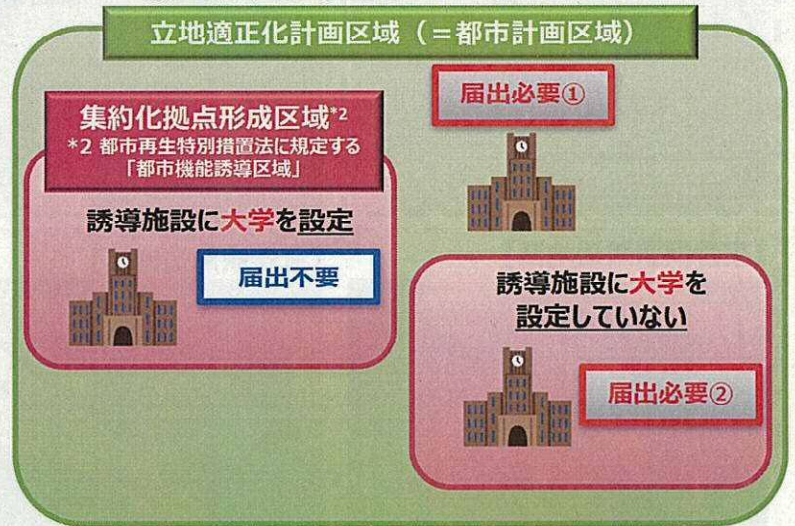 立地適正化計画区域（＝都市計画区域）
届出必要①
集約化拠点形成区域*2
*2 都市再生特別措置法に規定する
「都市機能誘導区域」
誘導施設に大学を設定
届出不要
誘導施設に大学を
設定していない
届出必要②